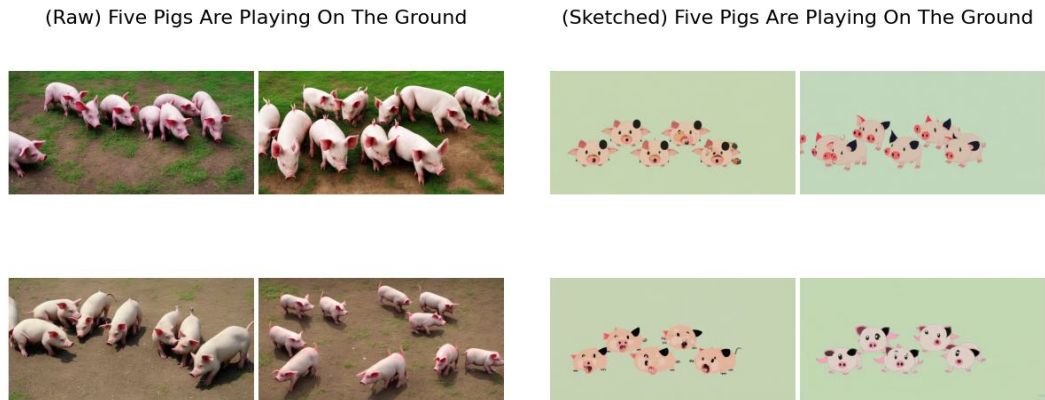 (Raw) Five Pigs Are Playing On The Ground
(Sketched) Five Pigs Are Playing On The Ground